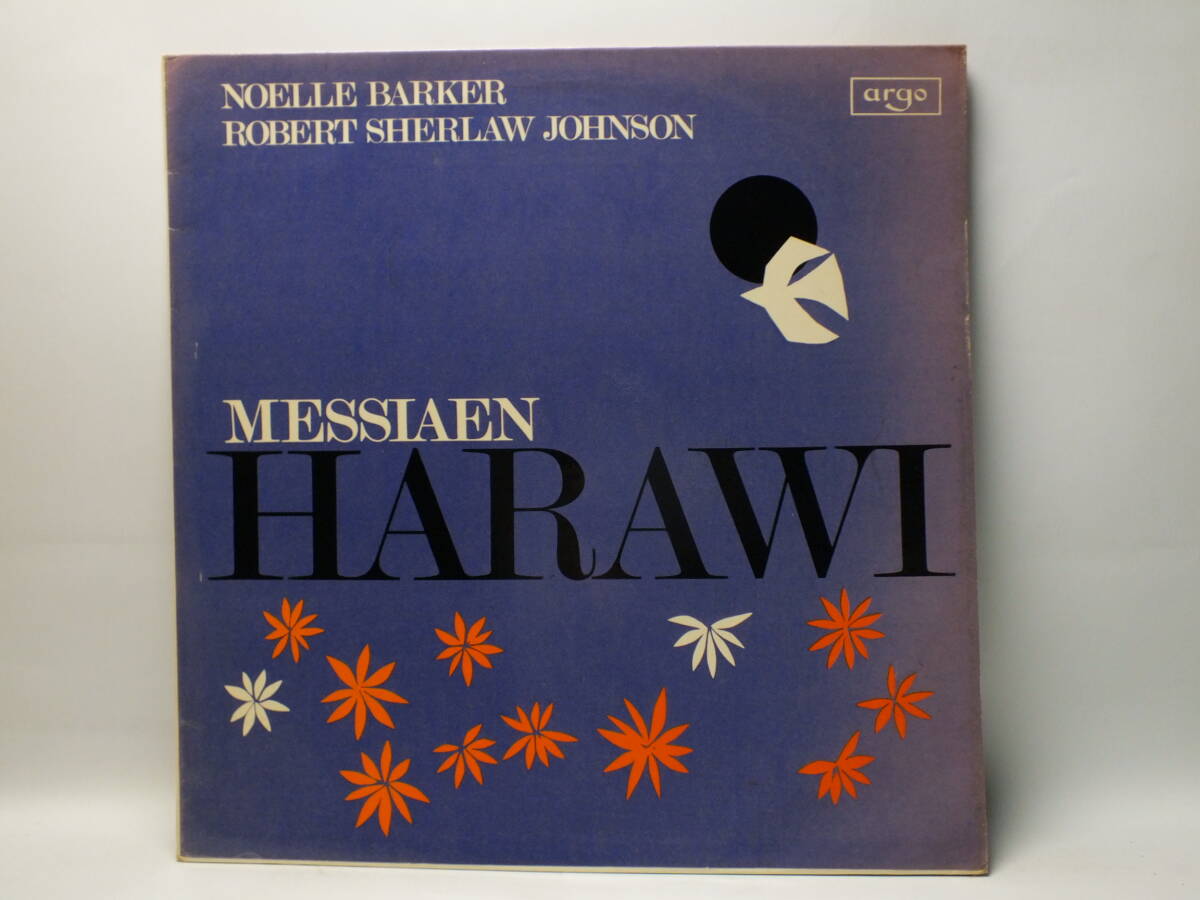 NOELLE BARKER
ROBERT SHERLAW JOHNSON
argo
MESSIAEN
HARAWI